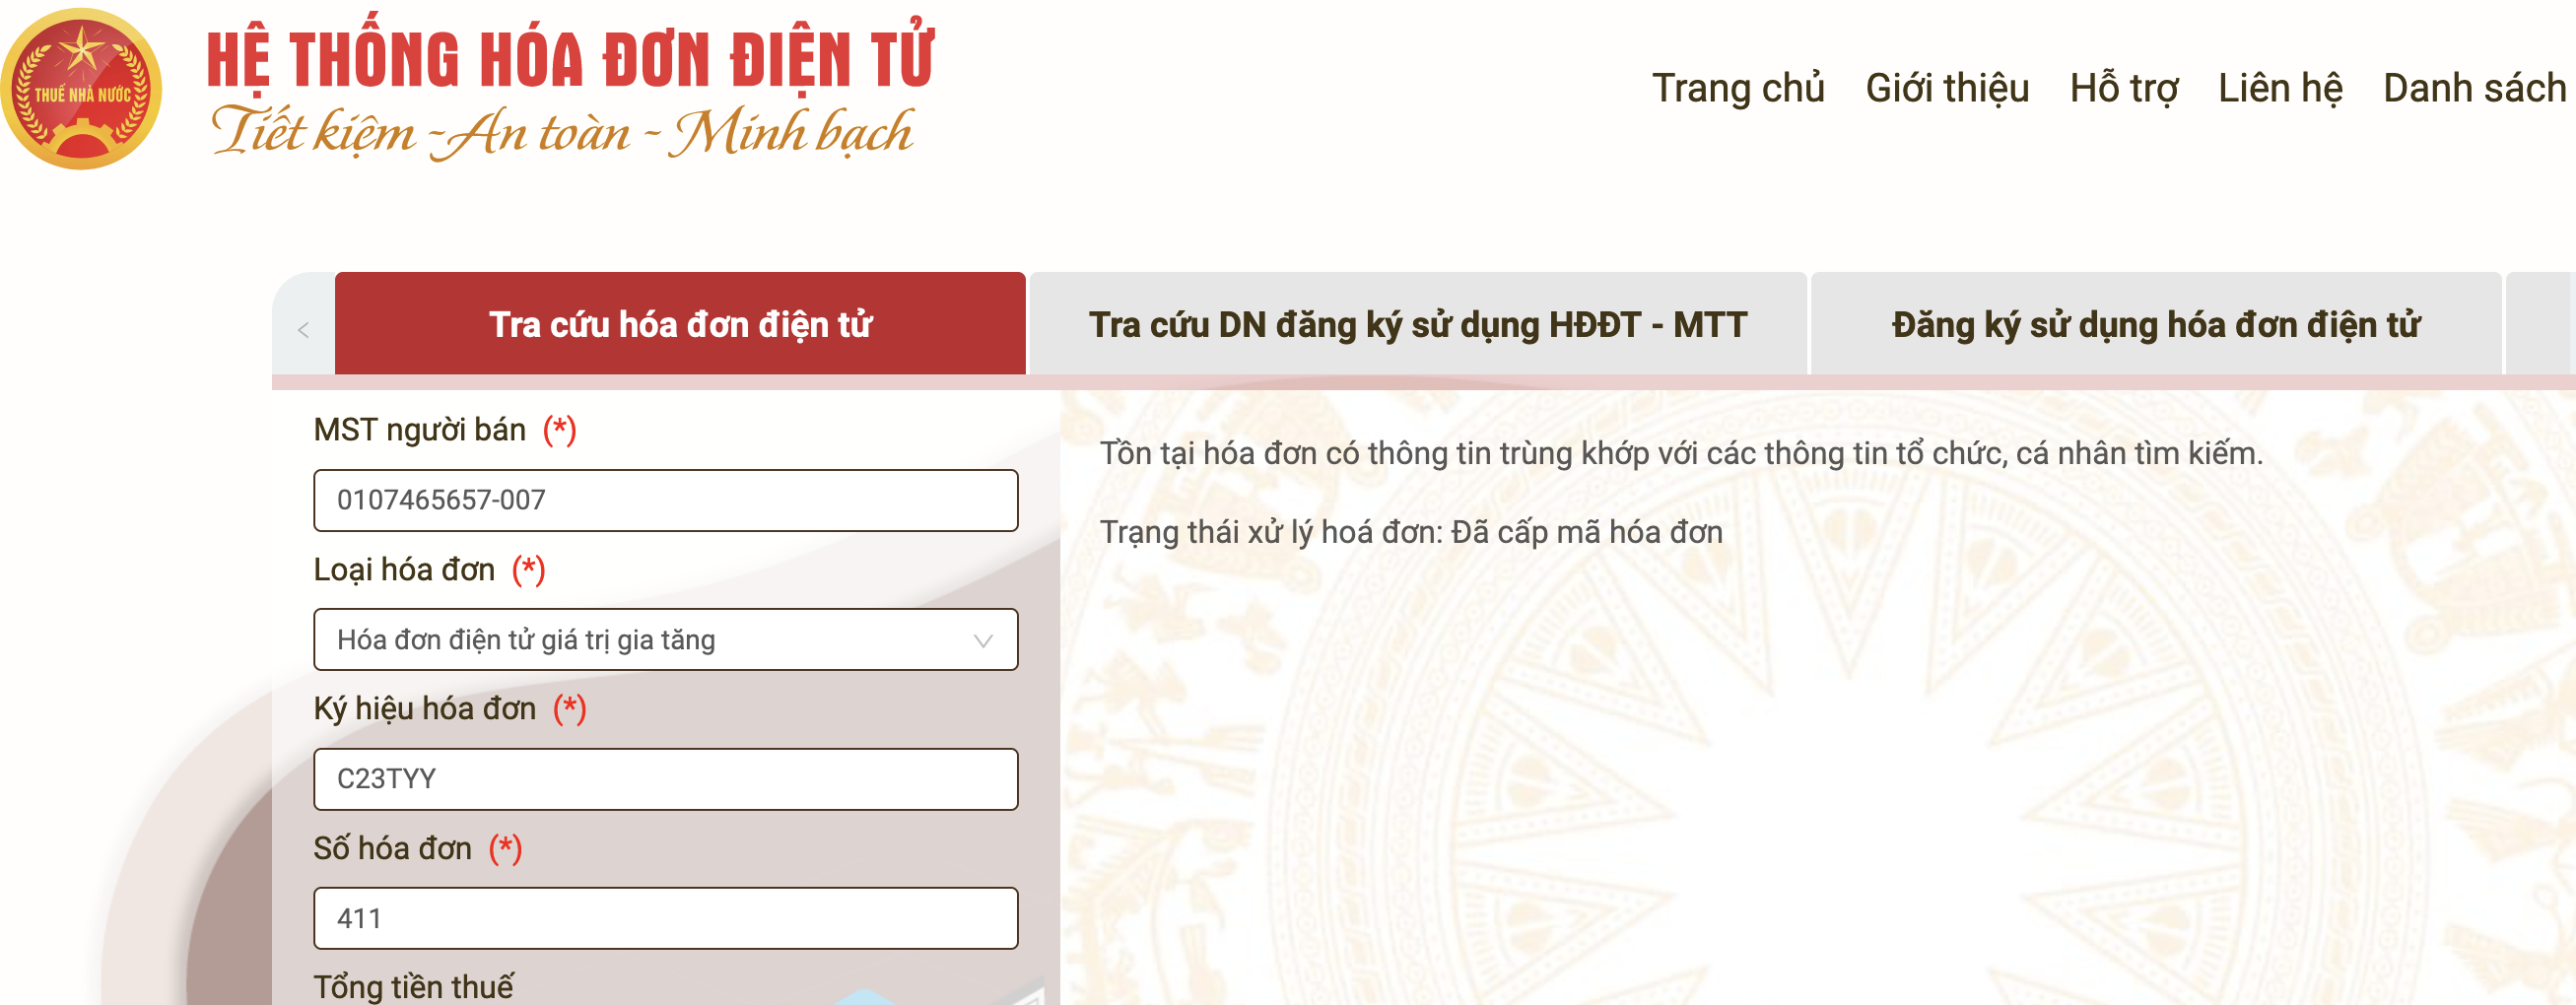 THUẾ NHÀ NƯỚC
HỆ THỐNG HÓA ĐƠN ĐIỆN TỬ
Tiết kiệm - An toàn - Minh bạch
Trang chủ Giới thiệu Hỗ trợ Liên hệ Danh sách
< Tra cứu hóa đơn điện tử Tra cứu DN đăng ký sử dụng HĐĐT - MTT Đăng ký sử dụng hóa đơn điện tử
MST người bán (*)
0107465657-007
Loại hóa đơn (*)
Hóa đơn điện tử giá trị gia tăng
Ký hiệu hóa đơn (*)
C23TYY
Số hóa đơn (*)
411
Tổng tiền thuế
Tồn tại hóa đơn có thông tin trùng khớp với các thông tin tổ chức, cá nhân tìm kiếm.
Trạng thái xử lý hoá đơn: Đã cấp mã hóa đơn